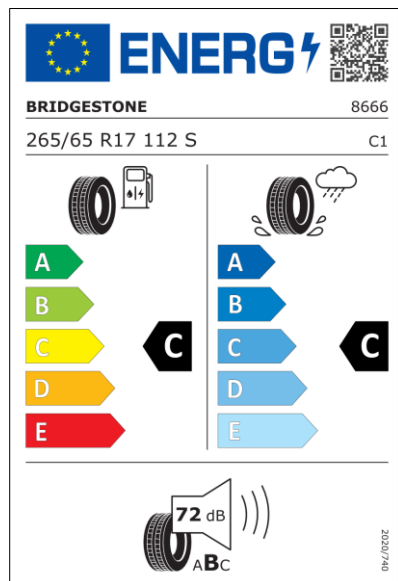 ENERG
BRIDGESTONE 8666
265/65 R17 112 S C1
A A
B B
C C C C
D D
E E
72 dB
ABC
2020/740